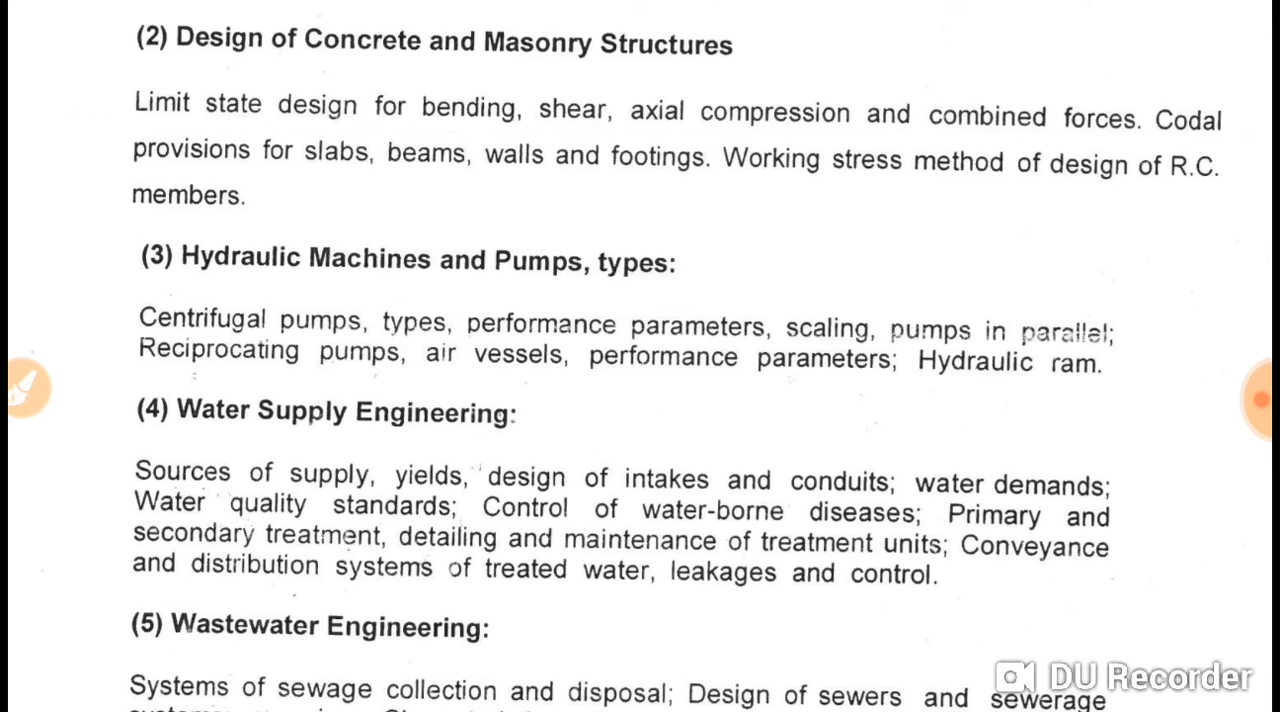 (2) Design of Concrete and Masonry Structures
Limit state design for bending, shear, axial compression and combined forces. Codal
provisions for slabs, beams, walls and footings. Working stress method of design of R.C.
members.
(3) Hydraulic Machines and Pumps, types:
Centrifugal pumps, types, performance parameters, scaling, pumps in parallel;
Reciprocating pumps, air vessels, performance parameters; Hydraulic ram.
(4) Water Supply Engineering:
Sources of supply, yields, design of intakes and conduits; water demands;
Water quality standards; Control of water-borne diseases; Primary and
secondary treatment, detailing and maintenance of treatment units; Conveyance
and distribution systems of treated water, leakages and control.
(5) Wastewater Engineering:
Systems of sewage collection and disposal; Design of sewers and sewerage
DU Recorder